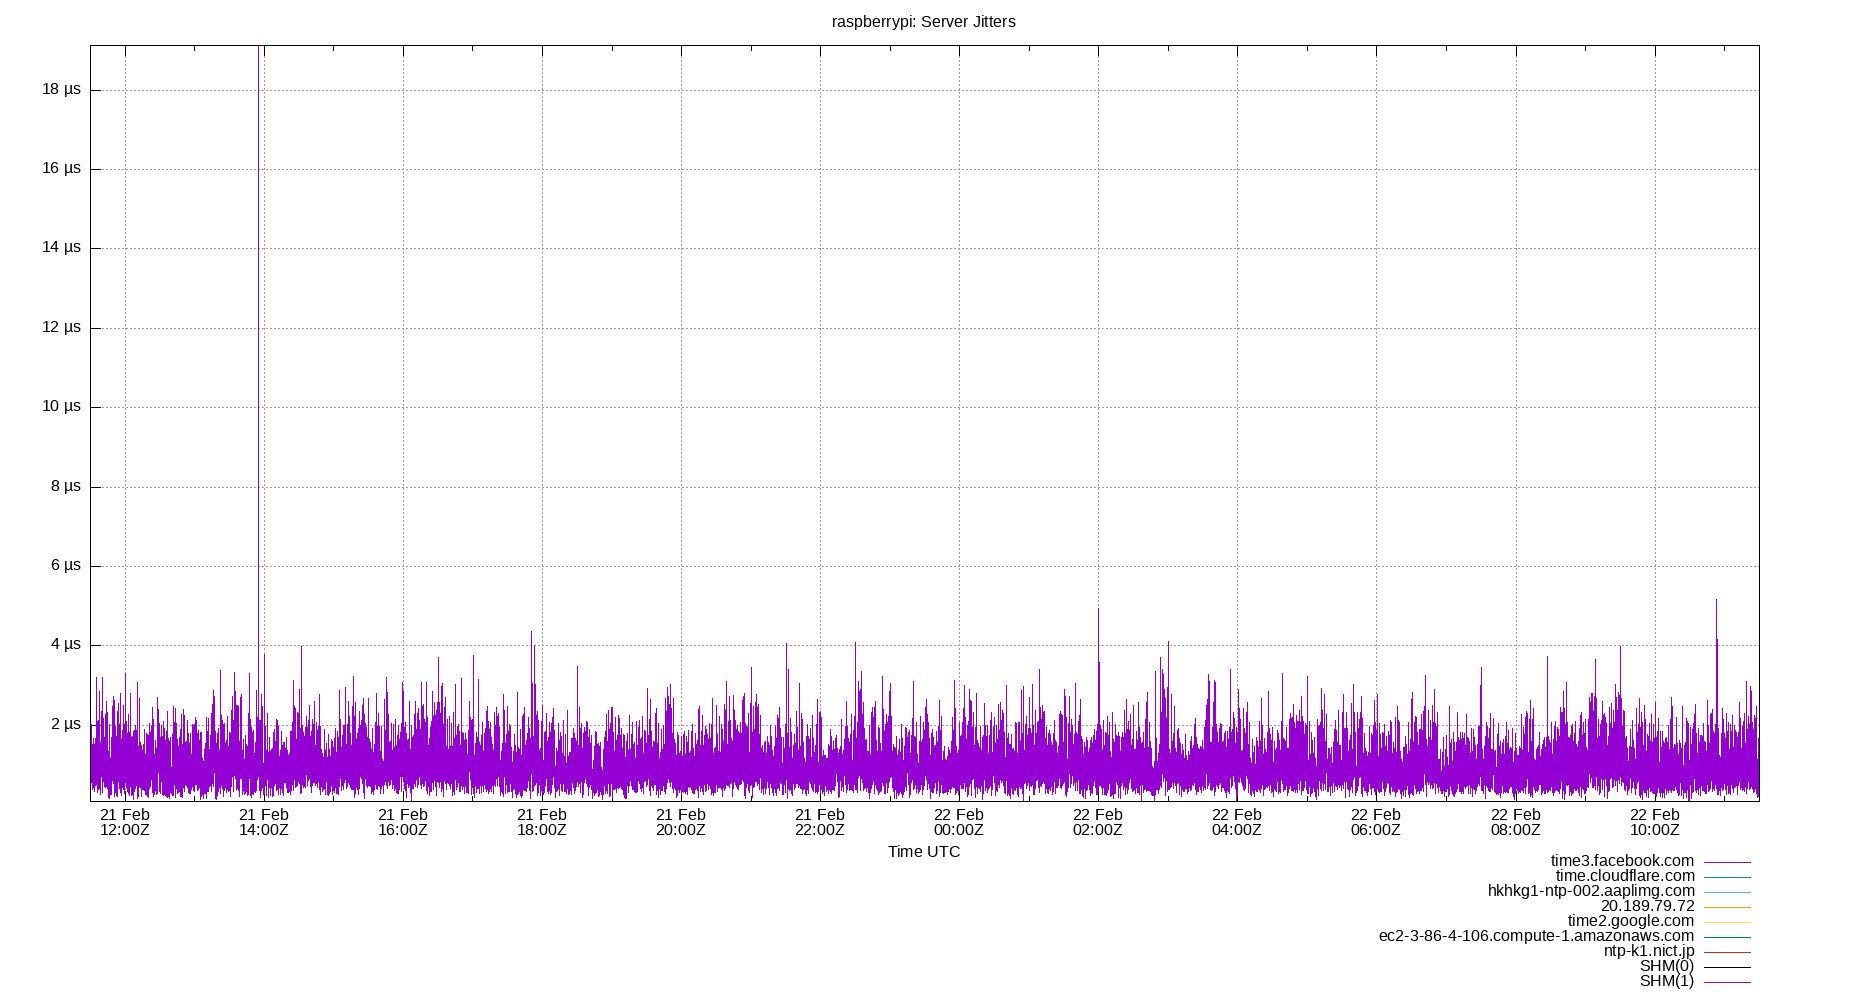 raspberrypi: Server Jitters
18 µs
16 µs
14 µs
12 µs
10 µs
8 µs
6 µs
4 µs
2 µs
21 Feb 21 Feb 21 Feb 21 Feb 21 Feb 21 Feb 22 Feb 22 Feb 22 Feb 22 Feb 22 Feb 22 Feb
12:00Z 14:00Z 16:00Z 18:00Z 20:00Z 22:00Z 00:00Z 02:00Z 04:00Z 06:00Z 08:00Z 10:00Z
Time UTC
time3.facebook.com
time.cloudflare.com
hkhkg1-ntp-002.aaplimg.com
20.189.79.72
time2.google.com
ec2-3-86-4-106.compute-1.amazonaws.com
ntp-k1.nict.jp
SHM(0)
SHM(1)